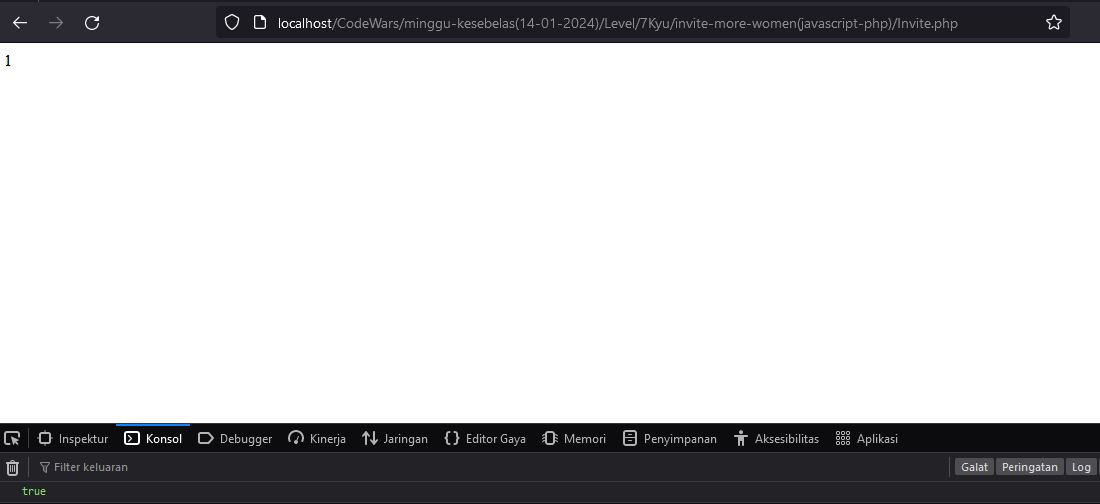 localhost/CodeWars/minggu-kesebelas(14-01-2024)/Level/7Kyu/invite-more-women(javascript-php)/Invite.php
1
Inspektur Konsol Debugger Kinerja Jaringan Editor Gaya Memori Penyimpanan Aksesibilitas Aplikasi
Filter keluaran Galat Peringatan Log
true